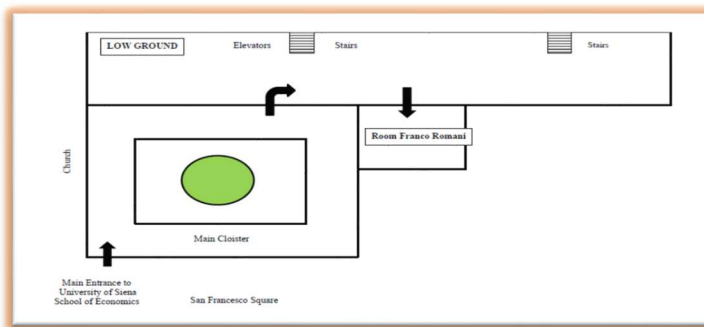 LOW GROUND
Elevators
Stairs
Stairs
Room Franco Romani
Church
Main Cloister
Main Entrance to
University of Siena
School of Economics
San Francesco Square